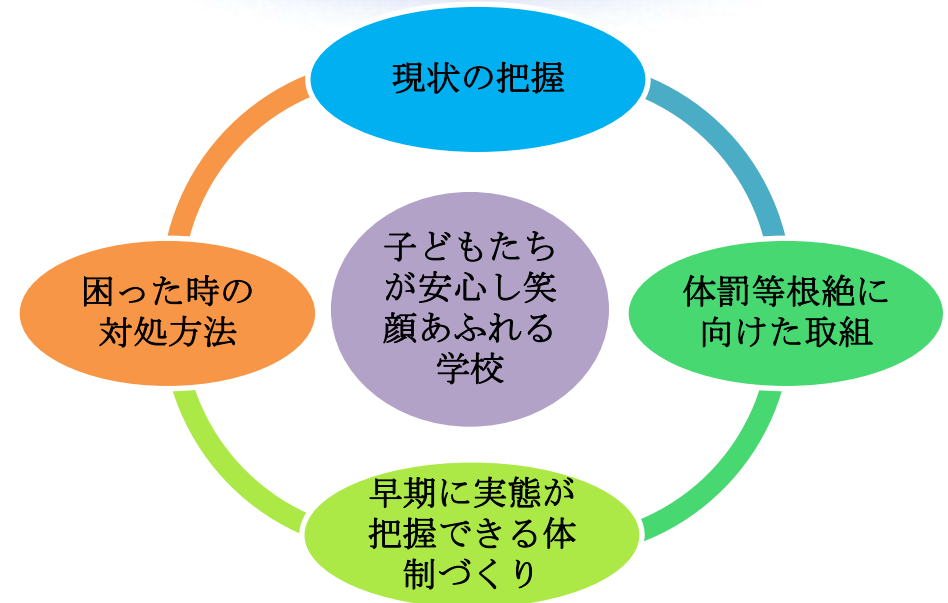 現状の把握
困った時の
対処方法
子どもたち
が安心し笑
顔あふれる
学校
体罰等根絶に
向けた取組
早期に実態が
把握できる体
制づくり